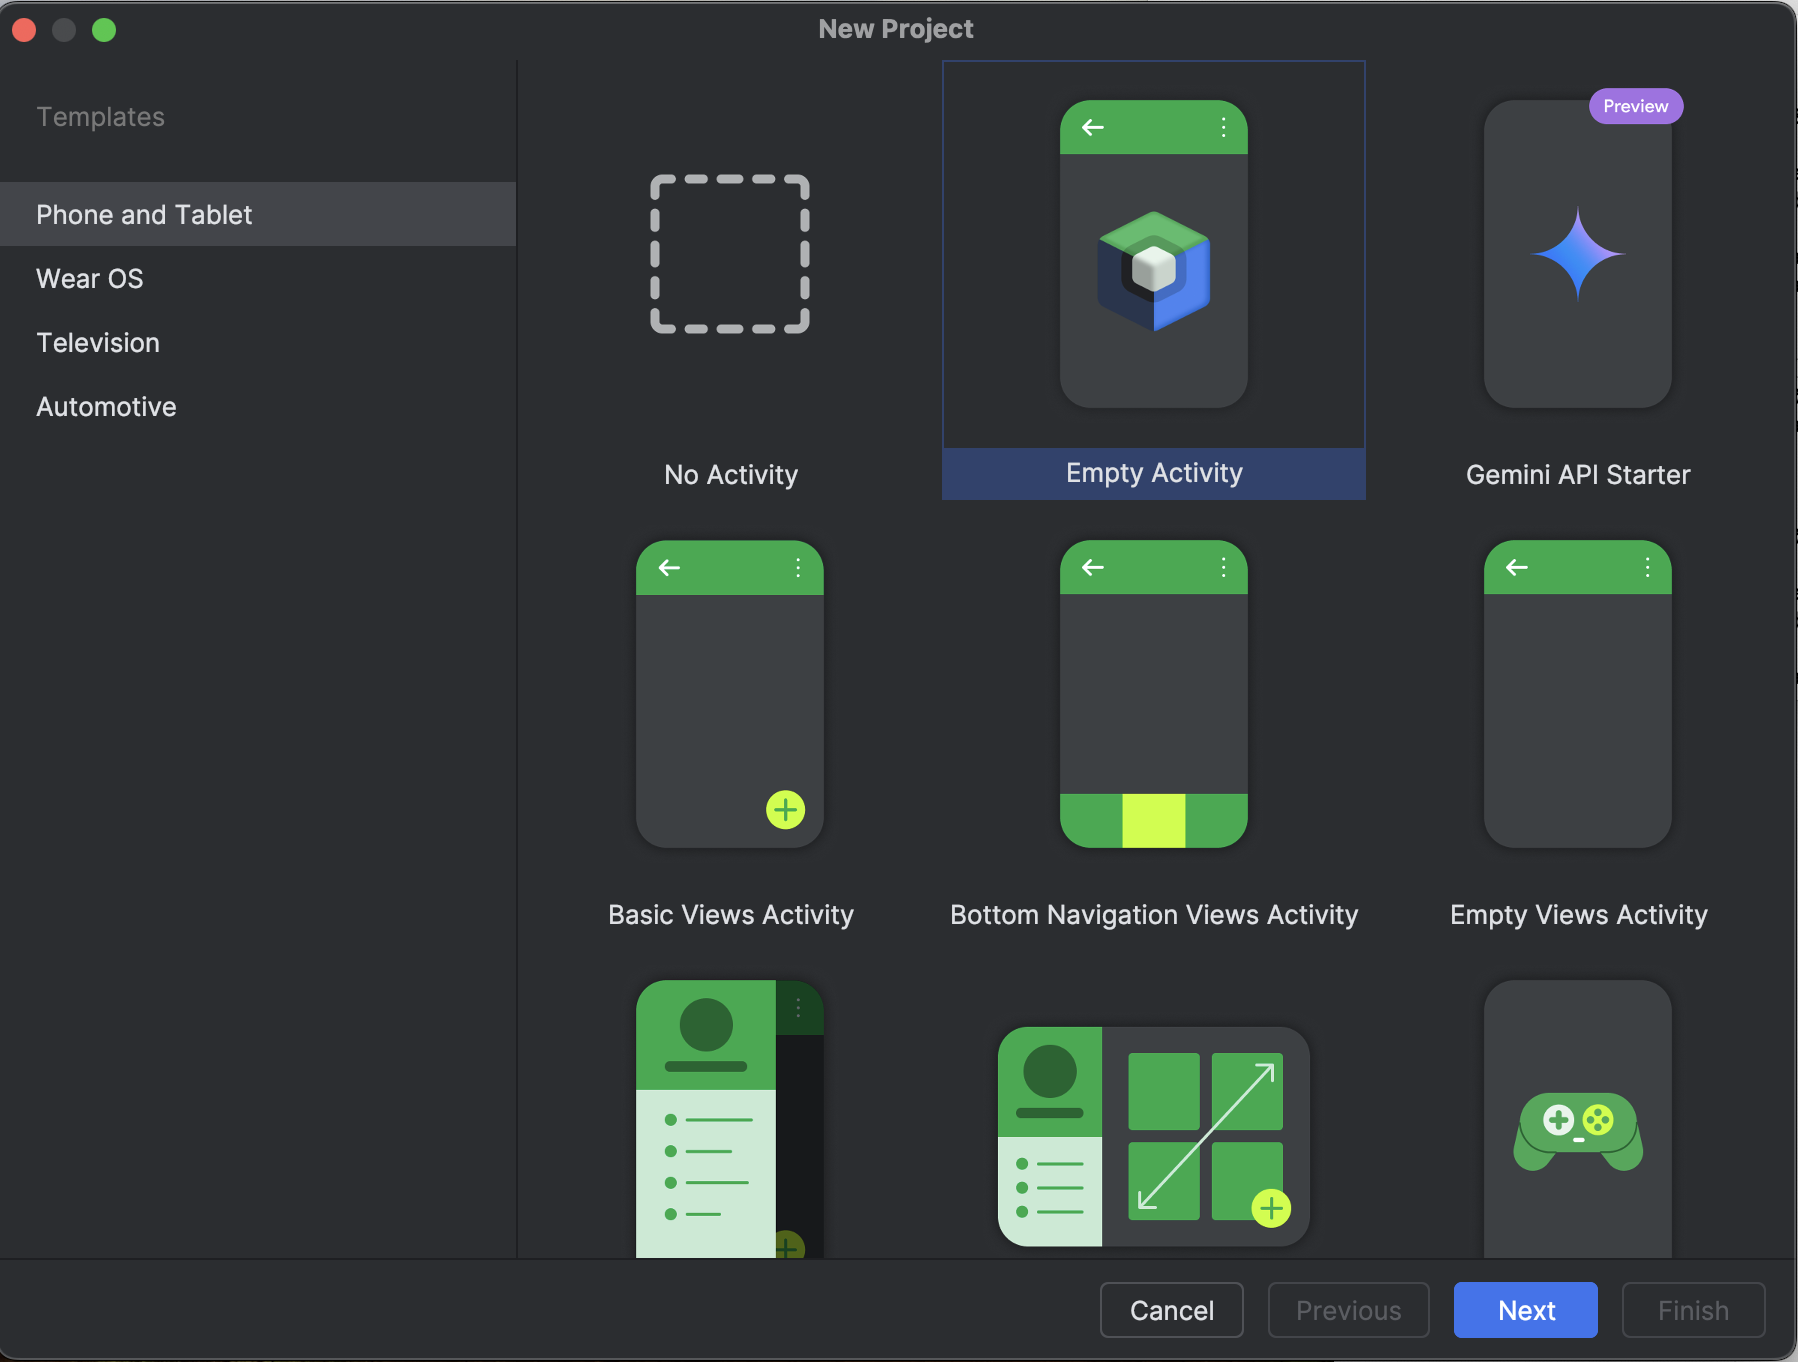 New Project
Templates
Phone and Tablet
Wear OS
Television
Automotive
No Activity
Empty Activity
Preview
Gemini API Starter
Basic Views Activity
Bottom Navigation Views Activity
Empty Views Activity
Cancel
Previous
Next
Finish